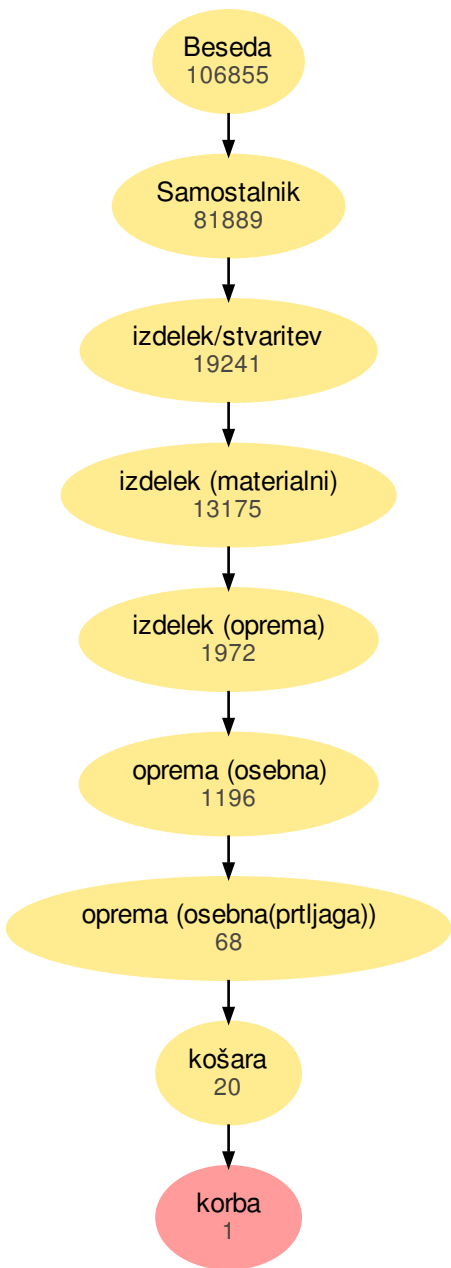 Beseda
106855
Samostalnik
81889
izdelek/stvaritev
19241
izdelek (materialni)
13175
izdelek (oprema)
1972
oprema (osebna)
1196
oprema (osebna(prtljaga))
68
košara
20
korba
1